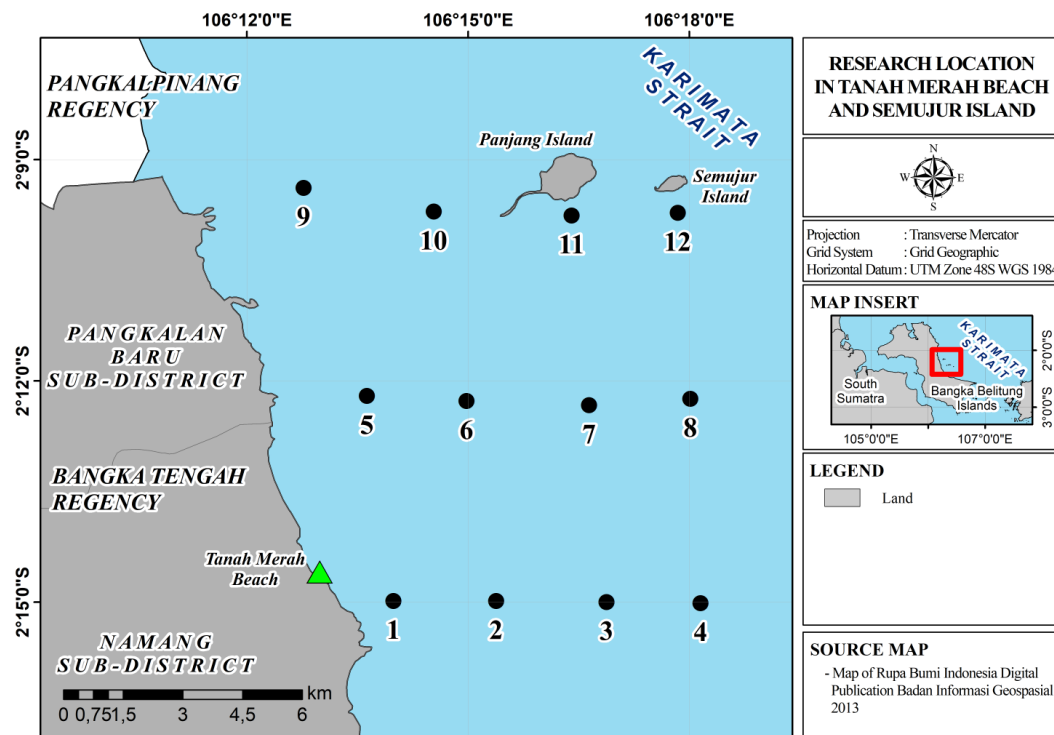 106°12'0"E
106°15'0"E
106°18'0"E
2°9'0"S
2°12'0"S
2°15'0"S
PANGKALPINANG
REGENCY
KARIMATA
STRAIT
Panjang Island
Semujur
Island
9
10
11
12
PANGKALAN
BARU
SUB-DISTRICT
5
6
7
8
BANGKA TENGAH
REGENCY
Tanah Merah
Beach
1
2
3
4
NAMANG
SUB-DISTRICT
km
0 0,75 1,5 3 4,5 6
RESEARCH LOCATION
IN TANAH MERAH BEACH
AND SEMUJUR ISLAND
N
W E
S
Projection : Transverse Mercator
Grid System : Grid Geographic
Horizontal Datum : UTM Zone 48S WGS 1984
MAP INSERT
KARIMATA
STRAIT
South
Sumatra
Bangka Belitung
Islands
2°0'0"S
3°0'0"S
105°0'0"E
107°0'0"E
LEGEND
Land
SOURCE MAP
- Map of Rupa Bumi Indonesia Digital
Publication Badan Informasi Geospasial
2013